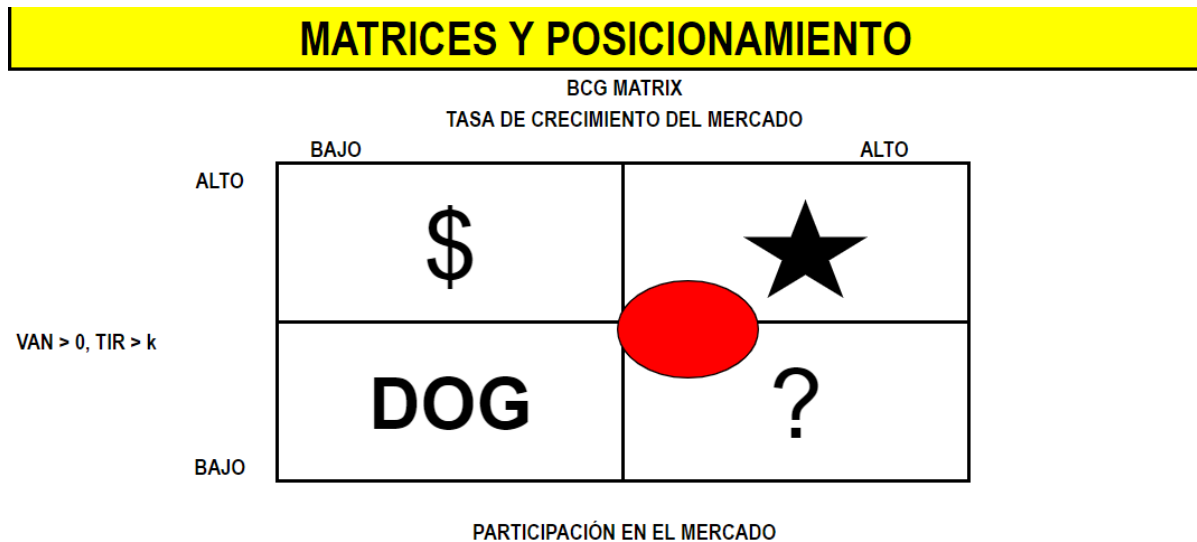 MATRICES Y POSICIONAMIENTO
BCG MATRIX
TASA DE CRECIMIENTO DEL MERCADO
BAJO
ALTO
ALTO
$
VAN > 0, TIR > k
DOG
?
BAJO
PARTICIPACIÓN EN EL MERCADO